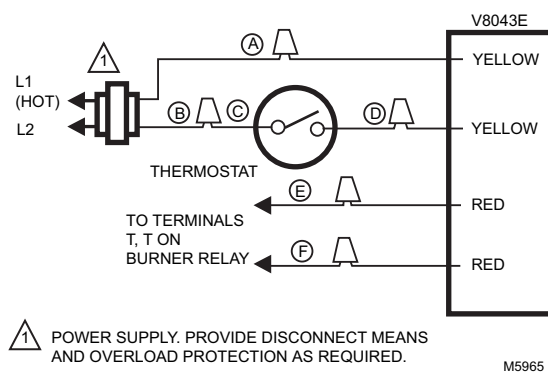 V8043E
A
YELLOW
1
L1
(HOT)
L2
B
C
D
YELLOW
THERMOSTAT
E
RED
TO TERMINALS
T, T ON
BURNER RELAY
F
RED
1 POWER SUPPLY. PROVIDE DISCONNECT MEANS
AND OVERLOAD PROTECTION AS REQUIRED.
M5965